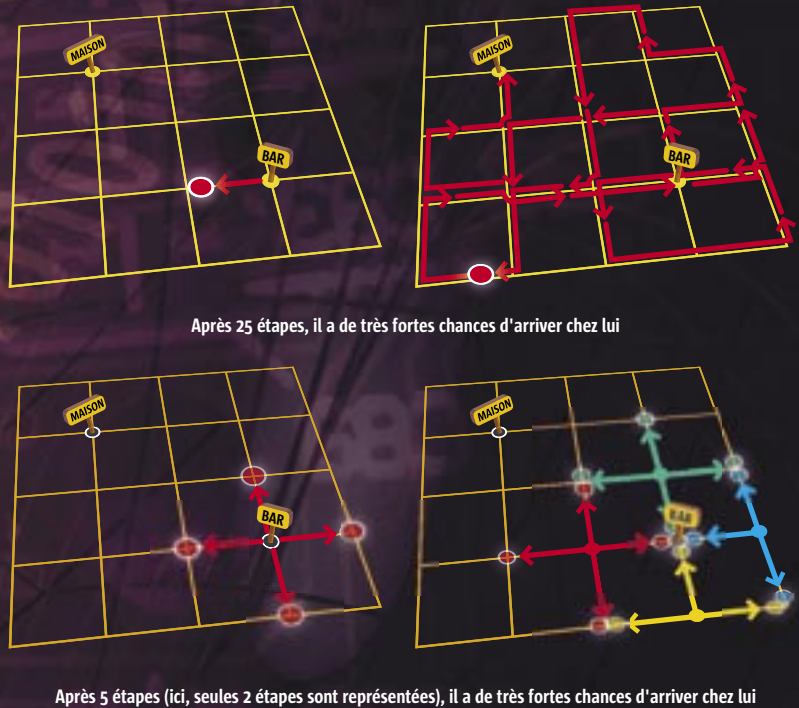 MAISON
BAR
MAISON
BAR
Après 25 étapes, il a de très fortes chances d'arriver chez lui
MAISON
BAR
MAISON
BAR
Après 5 étapes (ici, seules 2 étapes sont représentées), il a de très fortes chances d'arriver chez lui